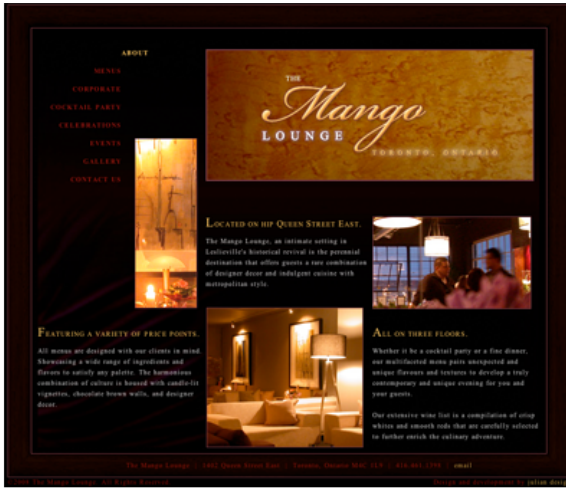 ABOUT
MENUS
CORPORATE
COCKTAIL PARTY
CELEBRATIONS
EVENTS
GALLERY
CONTACT US
THE
Mango
LOUNGE
TORONTO, ONTARIO
LOCATED ON HIP QUEEN STREET EAST.
The Mango Lounge, an intimate setting in
Leslieville's historical revival is the perennial
destination that offers guests a rare combination
of designer decor and indulgent cuisine with
metropolitan style.
FEATURING A VARIETY OF PRICE POINTS.
All menus are designed with our clients in mind.
Showcasing a wide range of ingredients and
flavors to satisfy any palette. The harmonious
combination of culture is housed with candle-lit
vignettes, chocolate brown walls, and designer
decor.
ALL ON THREE FLOORS.
Whether it be a cocktail party or a fine dinner,
our multifaceted menu pairs unexpected and
unique flavours and textures to develop a truly
contemporary and unique evening for you and
your guests.
Our extensive wine list is a compilation of crisp
whites and smooth reds that are carefully selected
to further enrich the culinary adventure.
The Mango Lounge | Queen Street East | Toronto, Ontario | email
The Mango Lounge. All Rights Reserved.
Design and development by julian